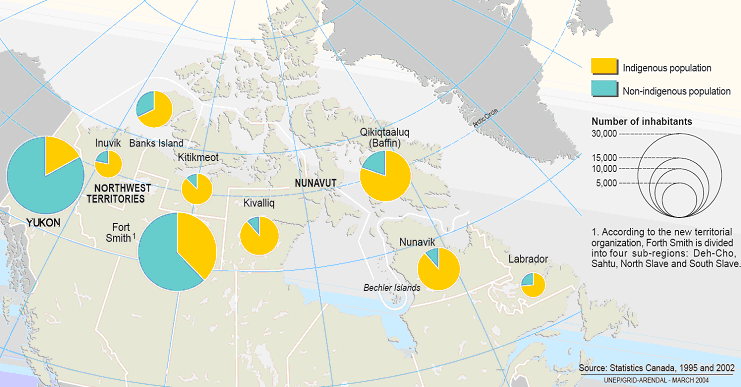 Indigenous population
Non-indigenous population
Number of inhabitants
30,000
15,000
10,000
5,000
Arctic Circle
Qikiqtaaluq
(Baffin)
Inuvik
Banks Island
Kitikmeot
NORTHWEST
TERRITORIES
NUNAVUT
YUKON
Kivalliq
Fort
Smith1
Nunavik
Labrador
Bechler Islands
1. According to the new territorial
organization, Forth Smith is divided
into four sub-regions: Deh-Cho,
Sahtu, North Slave and South Slave.
Source: Statistics Canada, 1995 and 2002
UNEP/GRID-ARENDAL - MARCH 2004